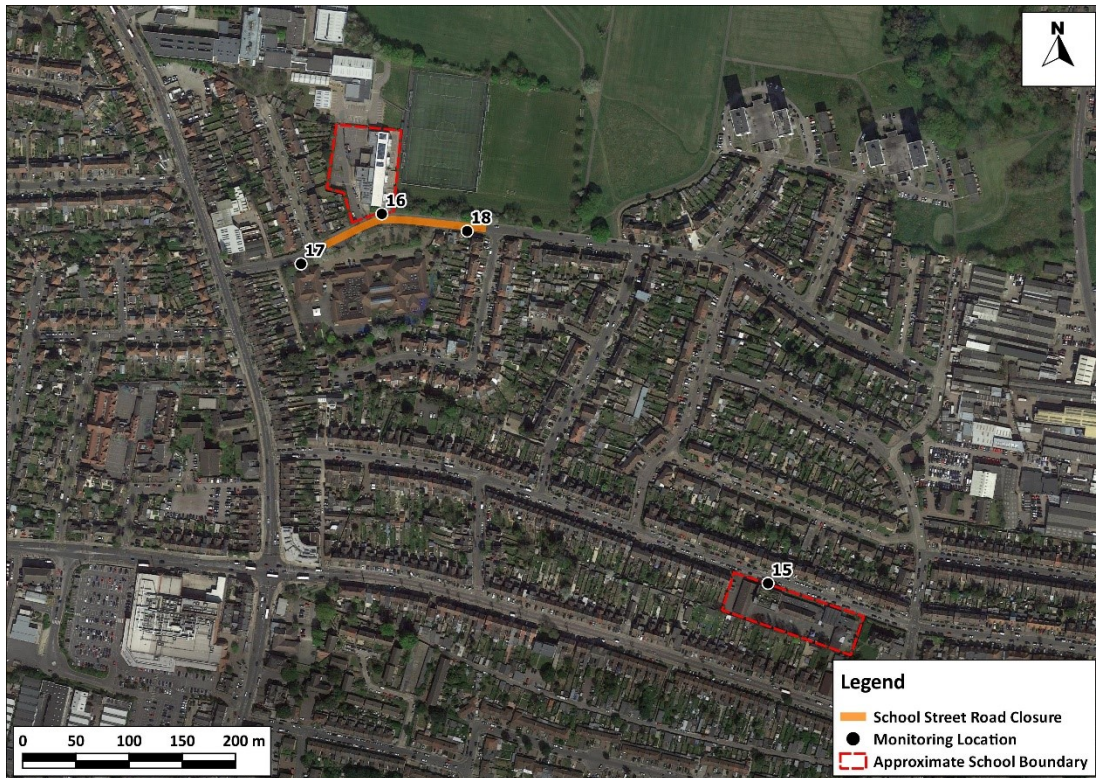 N
16
18
17
15
Legend
School Street Road Closure
Monitoring Location
Approximate School Boundary
0 50 100 150 200 m